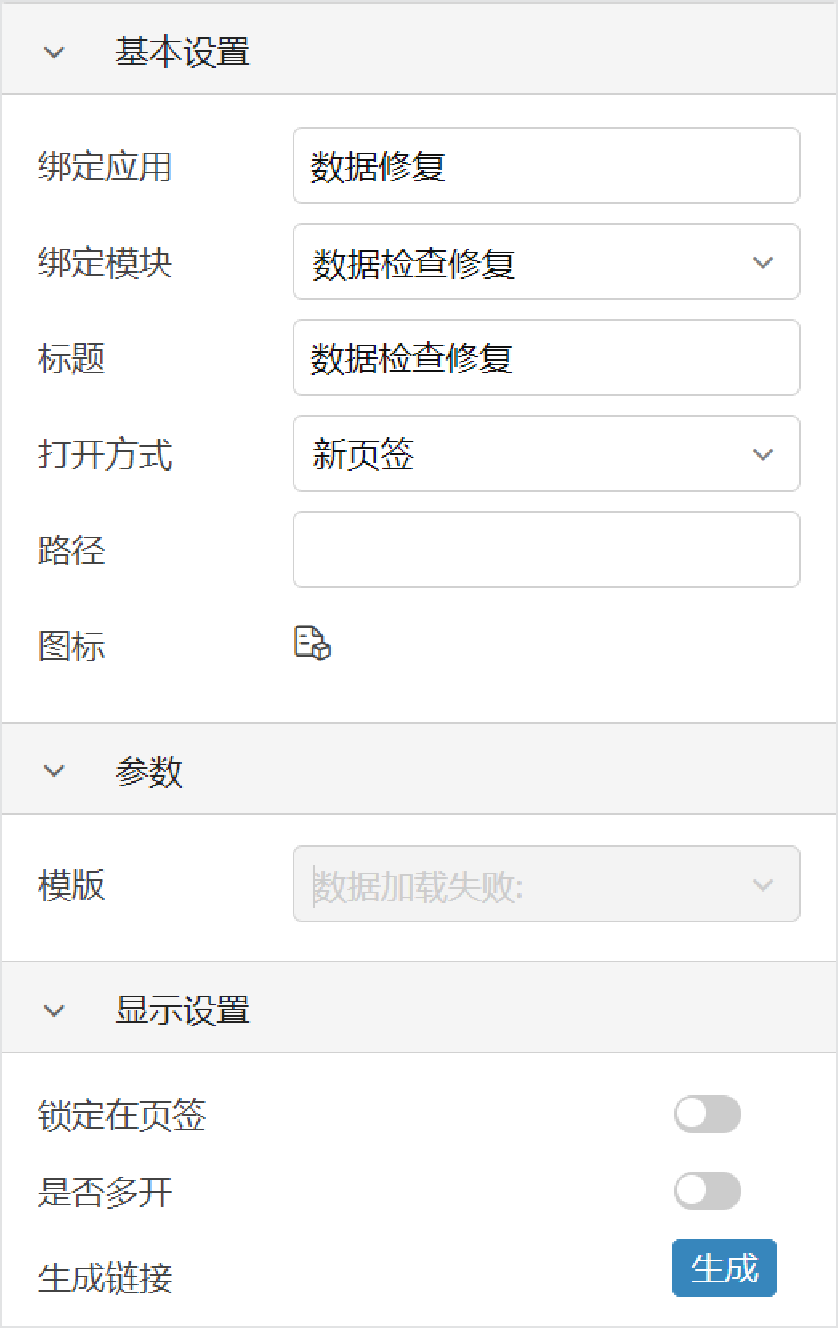 基本设置
绑定应用 数据修复
绑定模块 数据检查修复
标题 数据检查修复
打开方式 新页签
路径
图标
参数
模版 数据加载失败:
显示设置
锁定在页签
是否多开
生成链接 生成